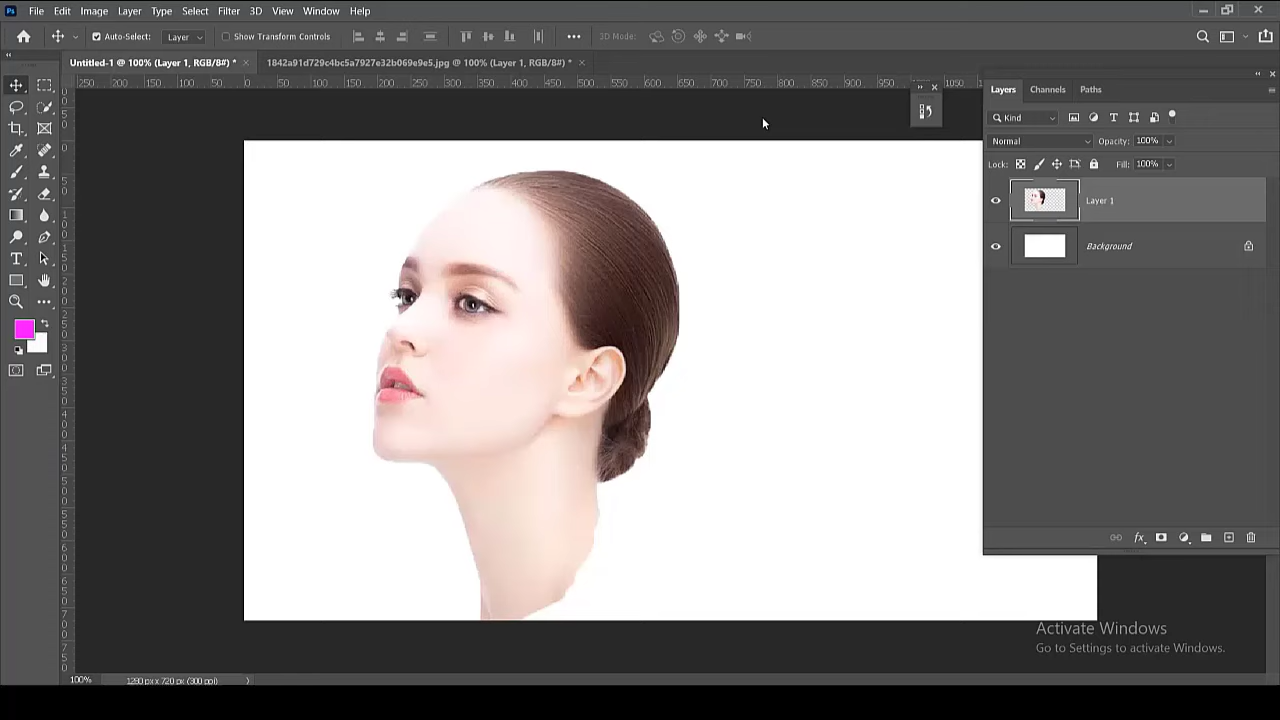 Ps File Edit Image Layer Type Select Filter 3D View Window Help
Auto-Select: Layer Show Transform Controls 3D Mode:
Untitled-1 @ 100% (Layer 1, RGB/8#) * 1842a91d729c4bc5a7927e32b069e9e5.jpg @ 100% (Layer 1, RGB/8#) *
Layers Channels Paths
Kind
Normal Opacity: 100%
Lock: Fill: 100%
Layer 1
Background
fx
Activate Windows
Go to Settings to activate Windows.
100% 1280 px x 720 px (300 ppi)